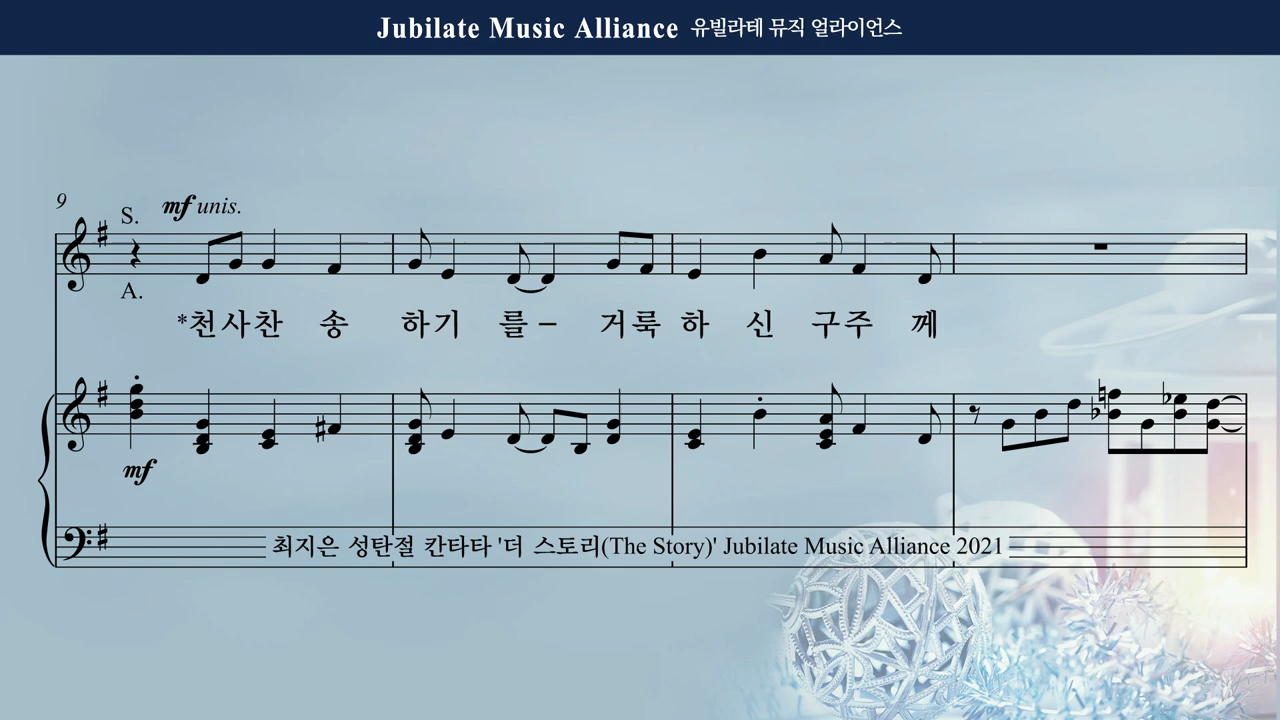 Jubilate Music Alliance 유빌라테 뮤직 얼라이언스
9
S. mf unis.
A.
*천사찬 송 하기 를 – 거룩 하 신 구주 께
mf
최지은 성탄절 칸타타 '더 스토리(The Story)' Jubilate Music Alliance 2021